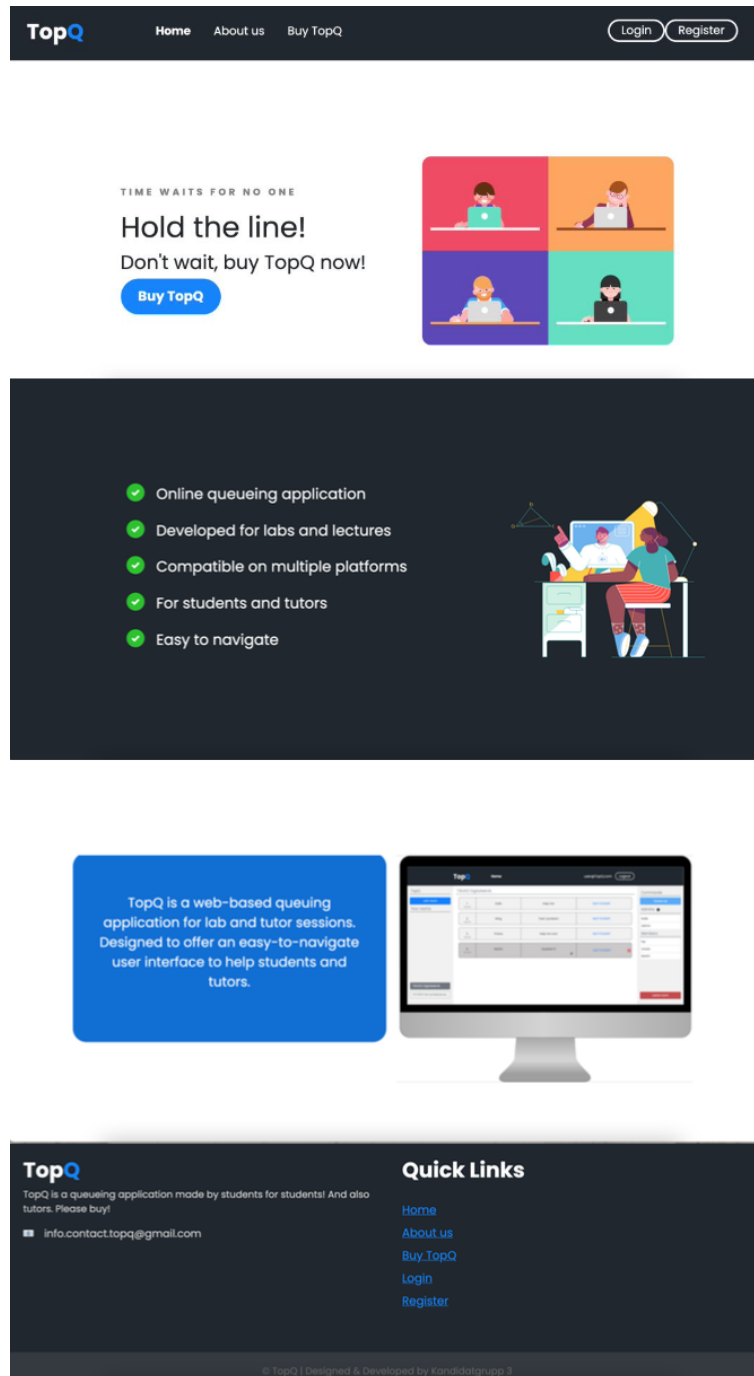 TopQ Home About us Buy TopQ Login Register
TIME WAITS FOR NO ONE
Hold the line!
Don't wait, buy TopQ now!
Buy TopQ
Online queueing application
Developed for labs and lectures
Compatible on multiple platforms
For students and tutors
Easy to navigate
TopQ is a web-based queuing
application for lab and tutor sessions.
Designed to offer an easy-to-navigate
user interface to help students and
tutors.
TopQ Home
TopQ
TopQ is a queueing application made by students for students! And also
tutors. Please buy!
info.contact.topq@gmail.com
Quick Links
Home
About us
Buy TopQ
Login
Register
© TopQ | Designed & Developed by Kandidatgrupp 3